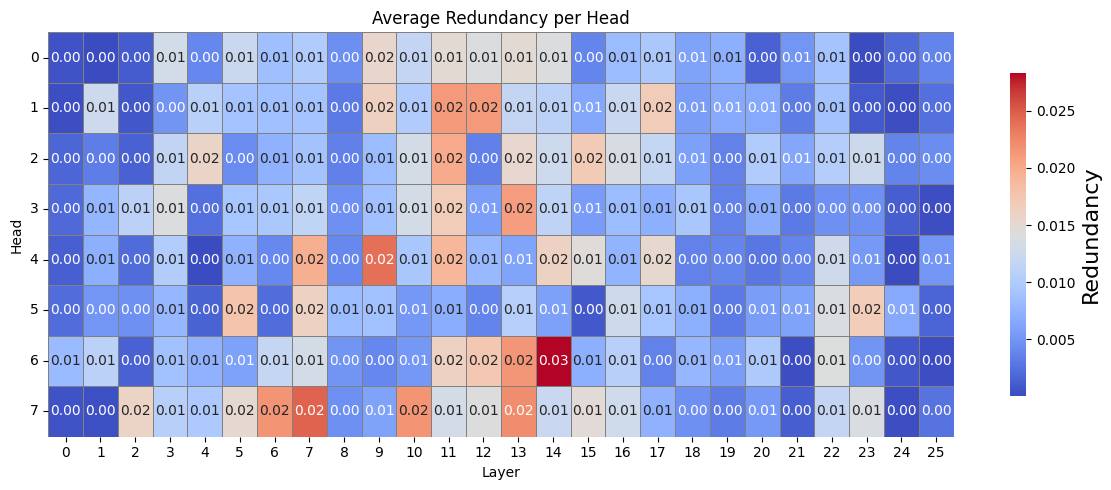 Average Redundancy per Head
0 0.00 0.00 0.00 0.01 0.00 0.01 0.01 0.01 0.00 0.02 0.01 0.01 0.01 0.01 0.01 0.00 0.01 0.01 0.01 0.01 0.00 0.01 0.01 0.00 0.00 0.00
1 0.00 0.01 0.00 0.00 0.01 0.01 0.01 0.01 0.00 0.02 0.01 0.02 0.02 0.01 0.01 0.01 0.01 0.02 0.01 0.01 0.01 0.00 0.01 0.00 0.00 0.00
2 0.00 0.00 0.00 0.01 0.02 0.00 0.01 0.01 0.00 0.01 0.01 0.02 0.00 0.02 0.01 0.02 0.01 0.01 0.01 0.00 0.01 0.01 0.01 0.01 0.00 0.00
3 0.00 0.01 0.01 0.01 0.00 0.01 0.01 0.01 0.00 0.01 0.01 0.02 0.01 0.02 0.01 0.01 0.01 0.01 0.01 0.00 0.01 0.00 0.00 0.00 0.00 0.00
4 0.00 0.01 0.00 0.01 0.00 0.01 0.00 0.02 0.00 0.02 0.01 0.02 0.01 0.01 0.02 0.01 0.01 0.02 0.00 0.00 0.00 0.00 0.01 0.01 0.00 0.01
5 0.00 0.00 0.00 0.01 0.00 0.02 0.00 0.02 0.01 0.01 0.01 0.01 0.00 0.01 0.01 0.00 0.01 0.01 0.01 0.00 0.01 0.01 0.01 0.02 0.01 0.00
6 0.01 0.01 0.00 0.01 0.01 0.01 0.01 0.01 0.00 0.00 0.01 0.02 0.02 0.02 0.03 0.01 0.01 0.00 0.01 0.01 0.01 0.00 0.01 0.00 0.00 0.00
7 0.00 0.00 0.02 0.01 0.01 0.02 0.02 0.02 0.00 0.01 0.02 0.01 0.01 0.02 0.01 0.01 0.01 0.01 0.00 0.00 0.01 0.00 0.01 0.01 0.00 0.00
0 1 2 3 4 5 6 7 8 9 10 11 12 13 14 15 16 17 18 19 20 21 22 23 24 25
Layer
Head
0.025
0.020
0.015
0.010
0.005
Redundancy